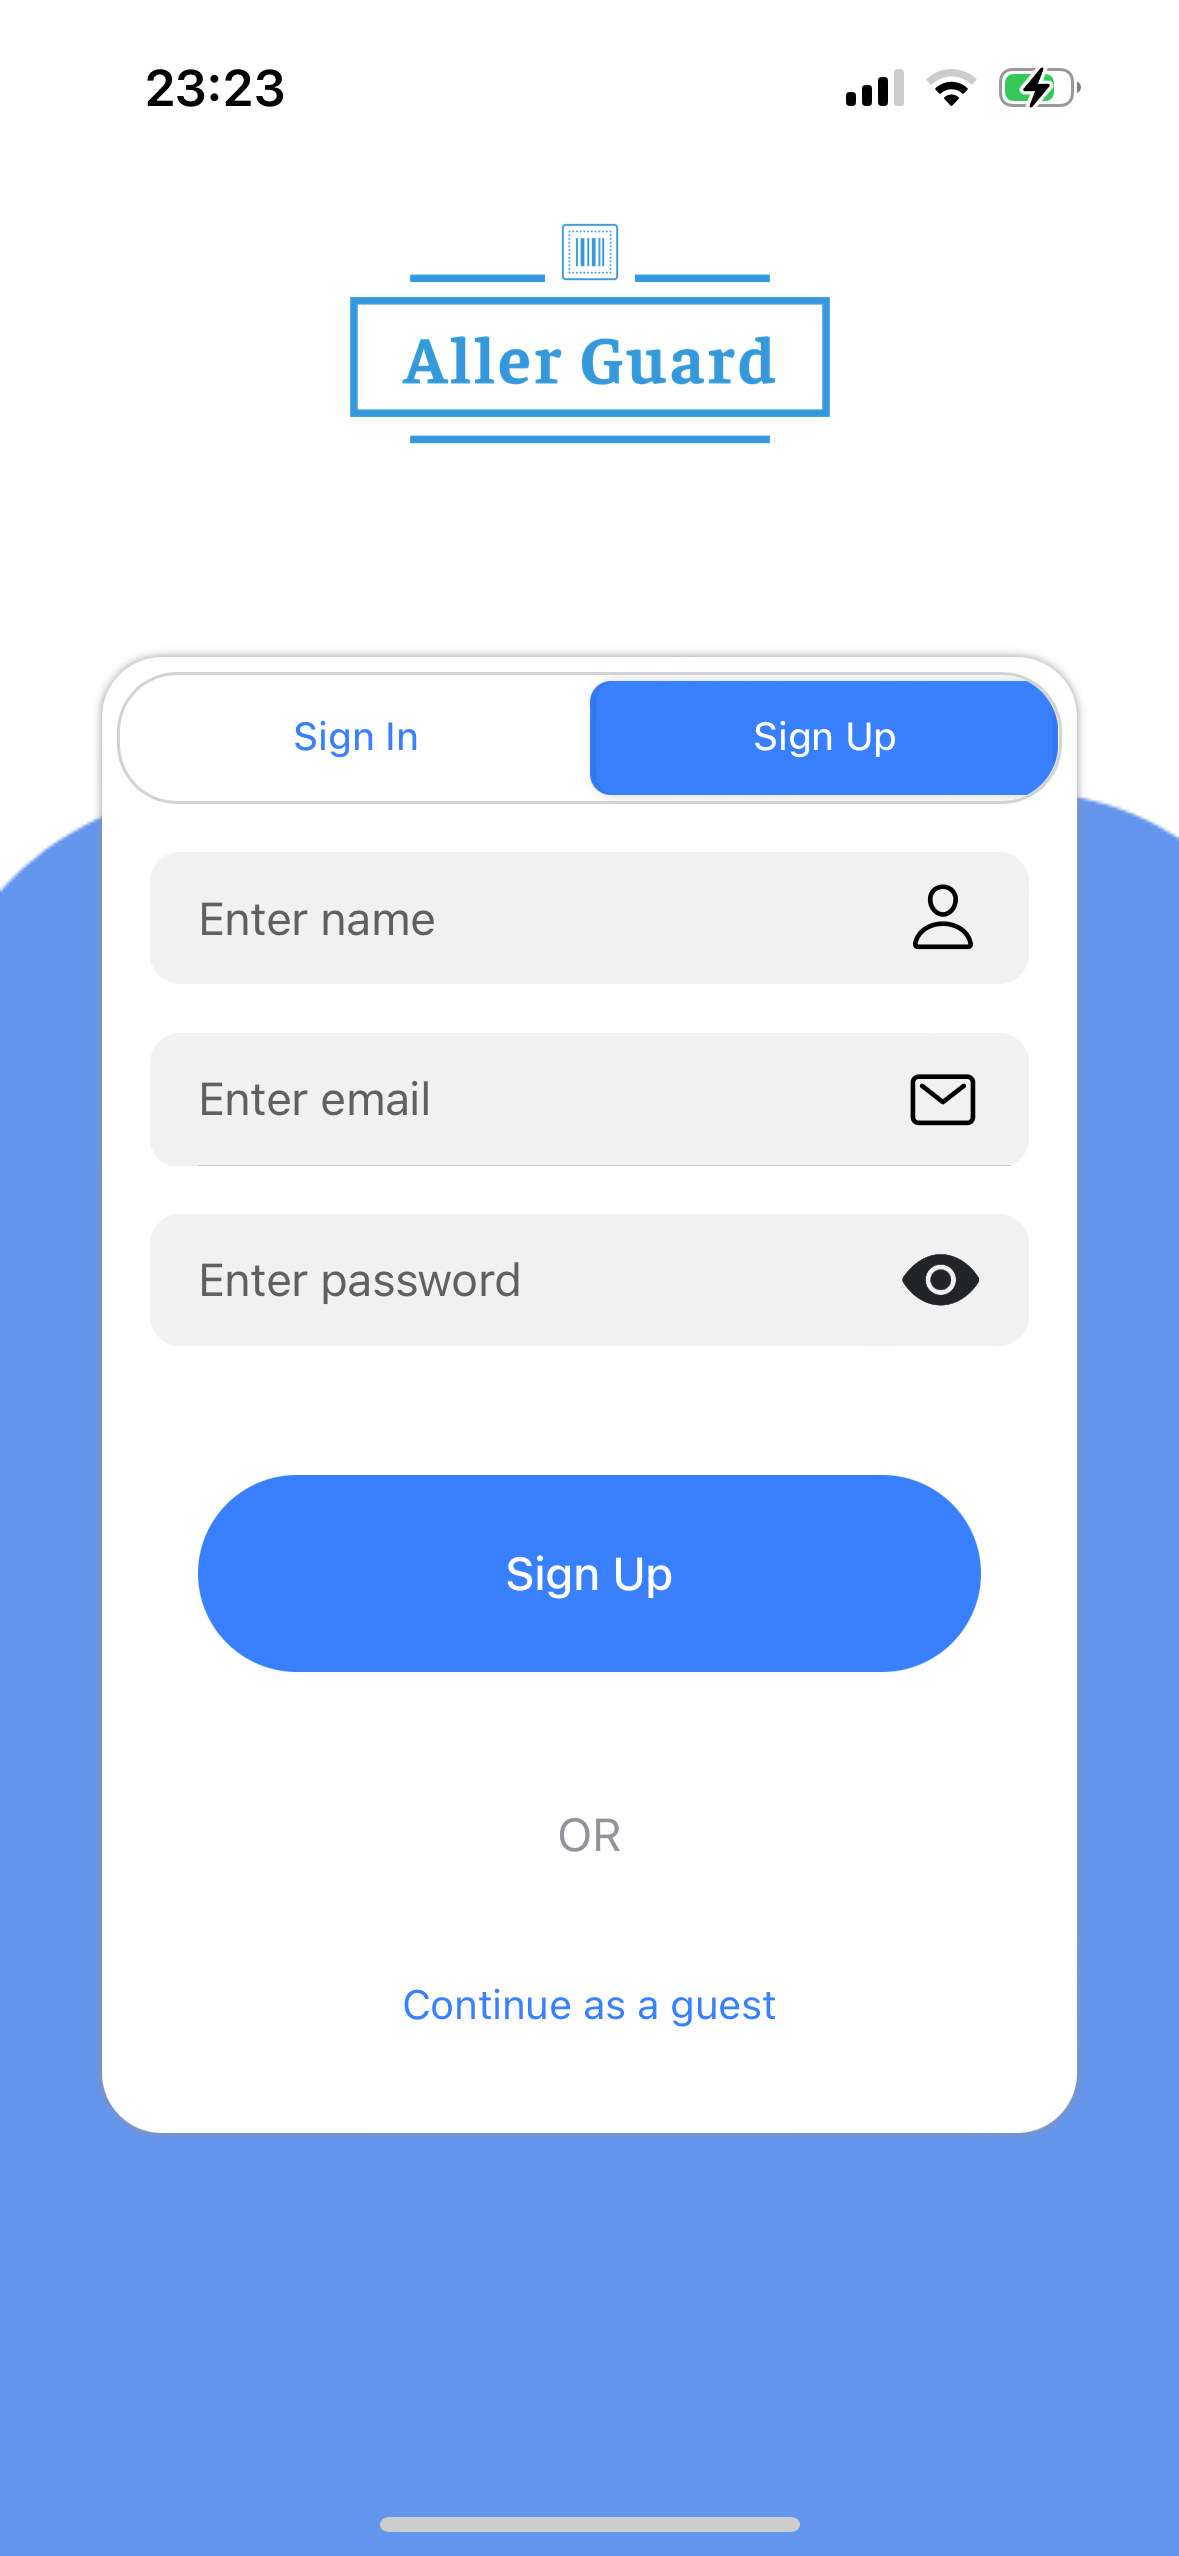 23:23
Aller Guard
Sign In Sign Up
Enter name
Enter email
Enter password
Sign Up
OR
Continue as a guest